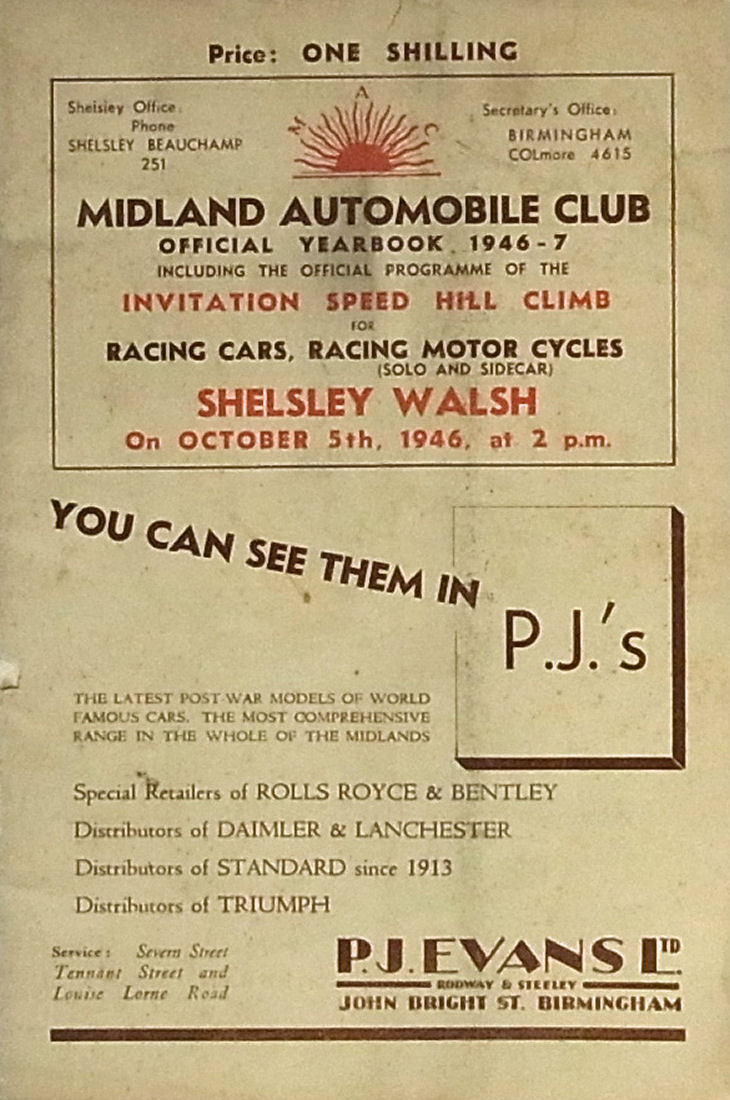 Price: ONE SHILLING
Shelsley Office:
Phone
SHELSLEY BEAUCHAMP
251
M A C
Secretary's Office:
BIRMINGHAM
COLmore 4615
MIDLAND AUTOMOBILE CLUB
OFFICIAL YEARBOOK 1946-7
INCLUDING THE OFFICIAL PROGRAMME OF THE
INVITATION SPEED HILL CLIMB
FOR
RACING CARS, RACING MOTOR CYCLES
(SOLO AND SIDECAR)
SHELSLEY WALSH
On OCTOBER 5th, 1946, at 2 p.m.
YOU CAN SEE THEM IN
P.J.'s
THE LATEST POST-WAR MODELS OF WORLD
FAMOUS CARS. THE MOST COMPREHENSIVE
RANGE IN THE WHOLE OF THE MIDLANDS
Special Retailers of ROLLS ROYCE & BENTLEY
Distributors of DAIMLER & LANCHESTER
Distributors of STANDARD since 1913
Distributors of TRIUMPH
Service: Severn Street
Tennant Street and
Louise Lorne Road
P.J. EVANS LTD.
RODWAY & STEELEY
JOHN BRIGHT ST. BIRMINGHAM